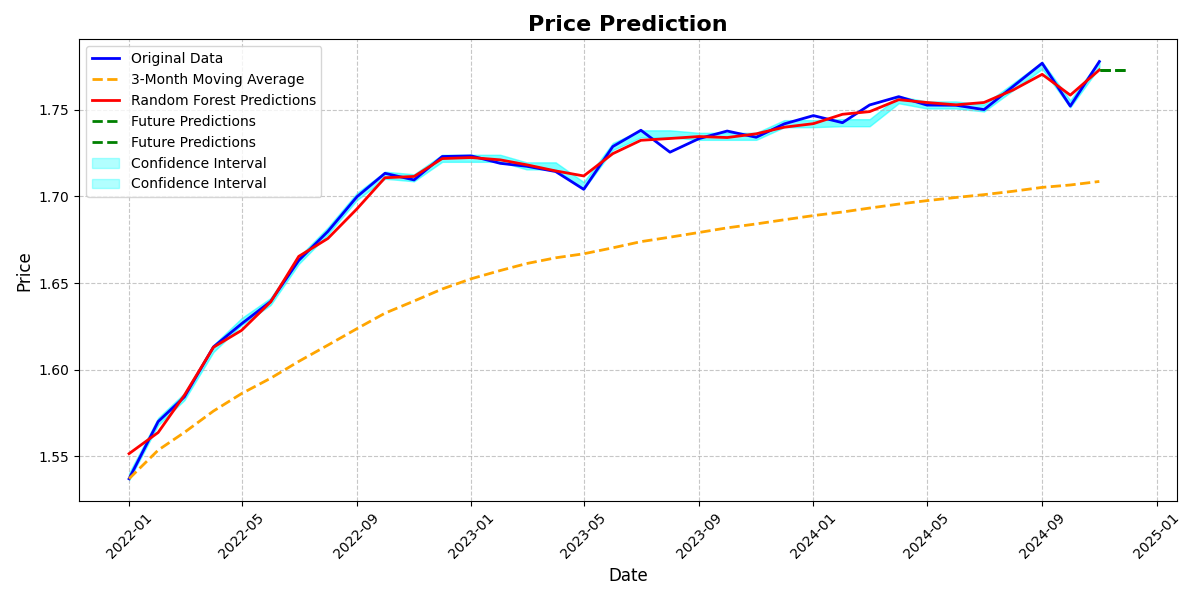 Price Prediction
Original Data
3-Month Moving Average
Random Forest Predictions
Future Predictions
Future Predictions
Confidence Interval
Confidence Interval
Price
1.75
1.70
1.65
1.60
1.55
2022-01
2022-05
2022-09
2023-01
2023-05
2023-09
2024-01
2024-05
2024-09
2025-01
Date